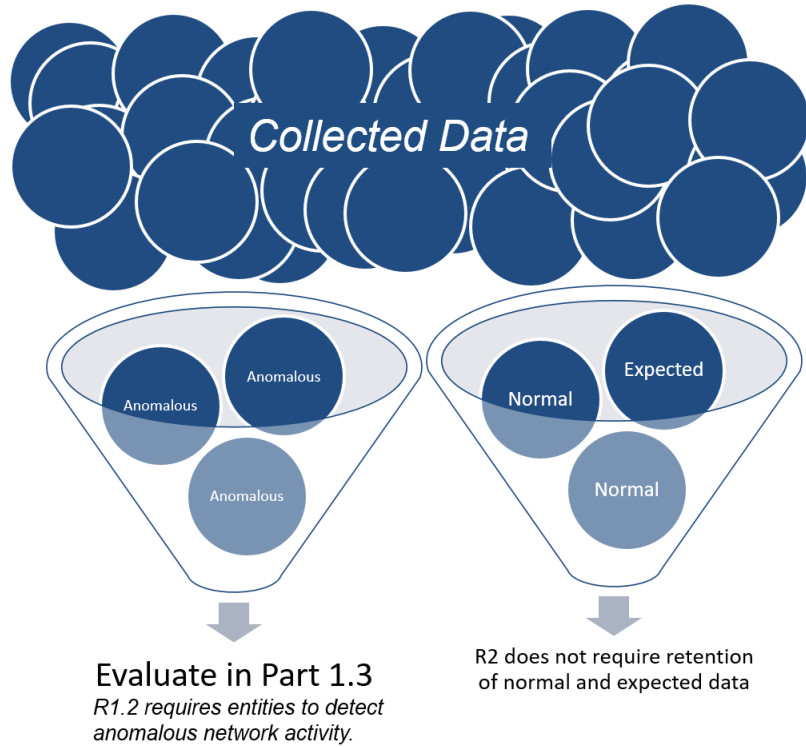 Collected Data
Anomalous
Anomalous
Anomalous
Normal
Expected
Normal
Evaluate in Part 1.3
R1.2 requires entities to detect
anomalous network activity.
R2 does not require retention
of normal and expected data